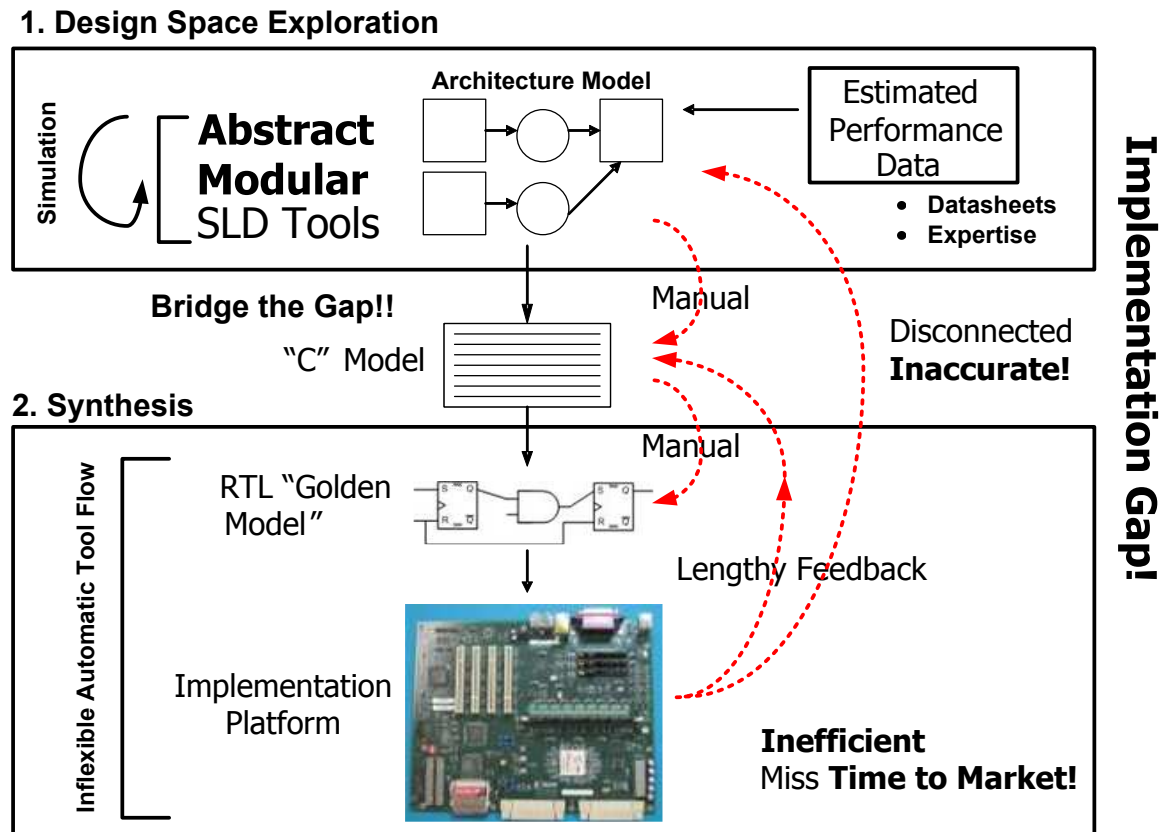 1. Design Space Exploration
Architecture Model
Simulation
Abstract
Modular
SLD Tools
Estimated
Performance
Data
• Datasheets
• Expertise
Implementation Gap!
Bridge the Gap!!
Manual
"C" Model
Disconnected
Inaccurate!
2. Synthesis
Manual
Inflexible Automatic Tool Flow
RTL "Golden
Model"
S Q
R Q
S Q
R Q
Lengthy Feedback
Implementation
Platform
Inefficient
Miss Time to Market!